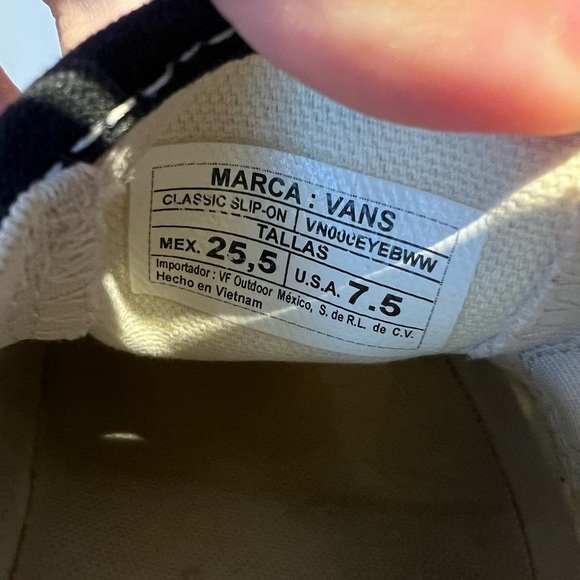 MARCA : VANS
CLASSIC SLIP-ON VN000EYEBWW
TALLAS
MEX. 25,5 U.S.A. 7.5
Importador : VF Outdoor México, S. de R.L. de C.V.
Hecho en Vietnam